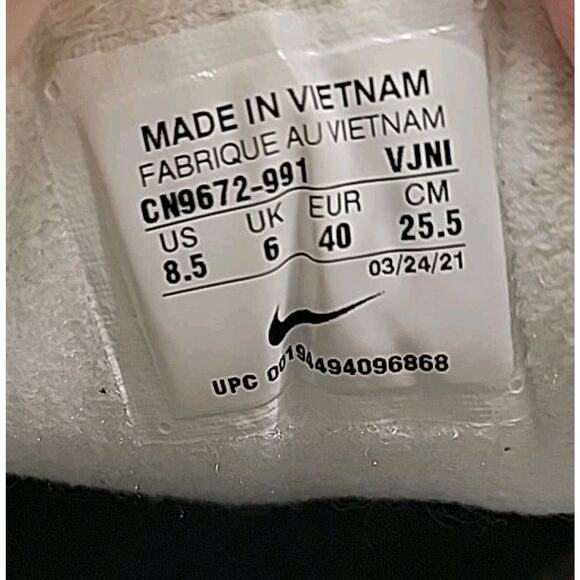 MADE IN VIETNAM
FABRIQUE AU VIETNAM
CN9672-991 VJNI
US UK EUR CM
8.5 6 40 25.5
03/24/21
UPC 00194494096868